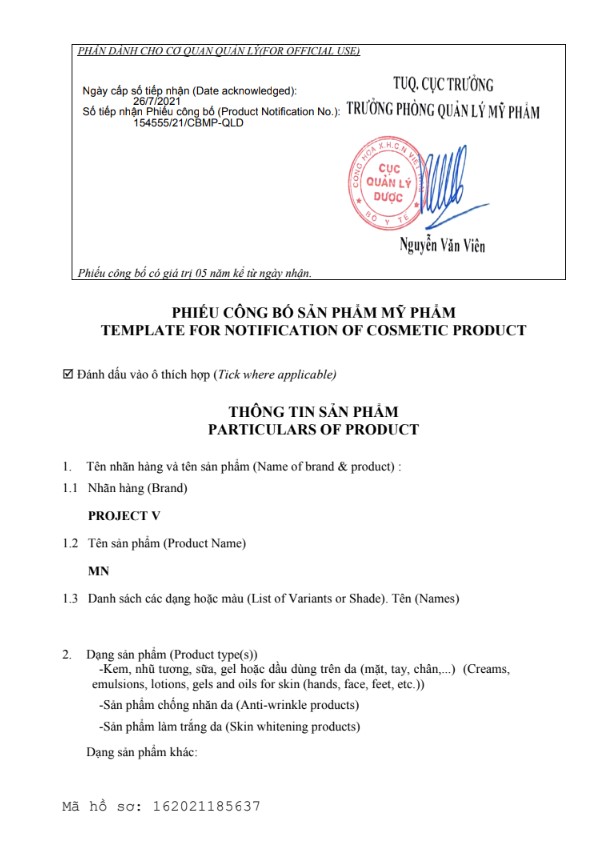 PHẦN DÀNH CHO CƠ QUAN QUẢN LÝ(FOR OFFICIAL USE)
Ngày cấp số tiếp nhận (Date acknowledged):
26/7/2021
Số tiếp nhận Phiếu công bố (Product Notification No.):
154555/21/CBMP-QLD
TUQ. CỤC TRƯỞNG
TRƯỞNG PHÒNG QUẢN LÝ MỸ PHẨM
CỘNG HÒA X.H.C.N VIỆT NAM
CỤC
QUẢN LÝ
DƯỢC
BỘ Y TẾ
Nguyễn Văn Viên
Phiếu công bố có giá trị 05 năm kể từ ngày nhận.
PHIẾU CÔNG BỐ SẢN PHẨM MỸ PHẨM
TEMPLATE FOR NOTIFICATION OF COSMETIC PRODUCT
☑ Đánh dấu vào ô thích hợp (Tick where applicable)
THÔNG TIN SẢN PHẨM
PARTICULARS OF PRODUCT
1. Tên nhãn hàng và tên sản phẩm (Name of brand & product) :
1.1 Nhãn hàng (Brand)
PROJECT V
1.2 Tên sản phẩm (Product Name)
MN
1.3 Danh sách các dạng hoặc màu (List of Variants or Shade). Tên (Names)
2. Dạng sản phẩm (Product type(s))
-Kem, nhũ tương, sữa, gel hoặc dầu dùng trên da (mặt, tay, chân,...) (Creams,
emulsions, lotions, gels and oils for skin (hands, face, feet, etc.))
-Sản phẩm chống nhăn da (Anti-wrinkle products)
-Sản phẩm làm trắng da (Skin whitening products)
Dạng sản phẩm khác:
Mã hồ sơ: 162021185637